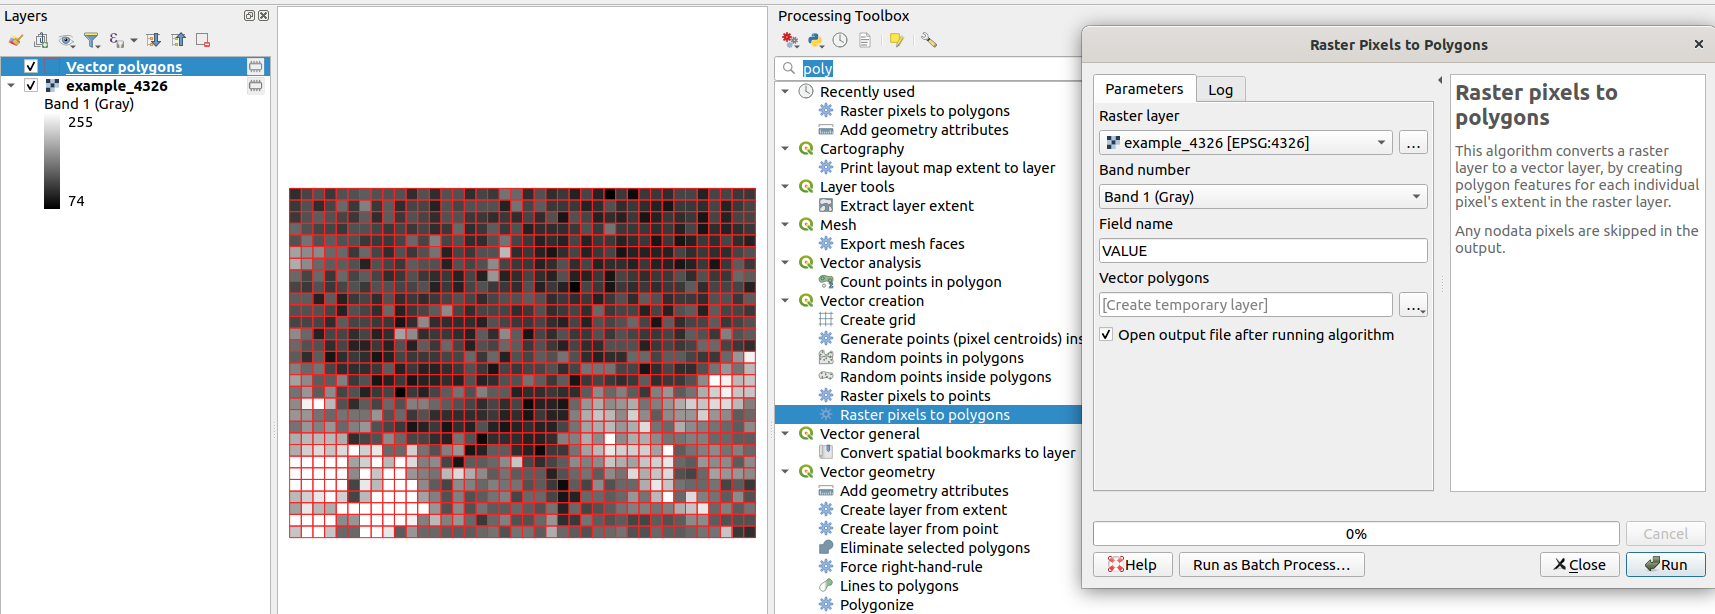 Layers
Vector polygons
example_4326
Band 1 (Gray)
255
74
Processing Toolbox
poly
Recently used
Raster pixels to polygons
Add geometry attributes
Cartography
Print layout map extent to layer
Layer tools
Extract layer extent
Mesh
Export mesh faces
Vector analysis
Count points in polygon
Vector creation
Create grid
Generate points (pixel centroids) ins
Random points in polygons
Random points inside polygons
Raster pixels to points
Raster pixels to polygons
Vector general
Convert spatial bookmarks to layer
Vector geometry
Add geometry attributes
Create layer from extent
Create layer from point
Eliminate selected polygons
Force right-hand-rule
Lines to polygons
Polygonize
Raster Pixels to Polygons
Parameters
Log
Raster layer
example_4326 [EPSG:4326]
...
Band number
Band 1 (Gray)
Field name
VALUE
Vector polygons
[Create temporary layer]
...
Open output file after running algorithm
Raster pixels to
polygons
This algorithm converts a raster
layer to a vector layer, by creating
polygon features for each individual
pixel's extent in the raster layer.
Any nodata pixels are skipped in the
output.
0%
Cancel
Help
Run as Batch Process...
Close
Run